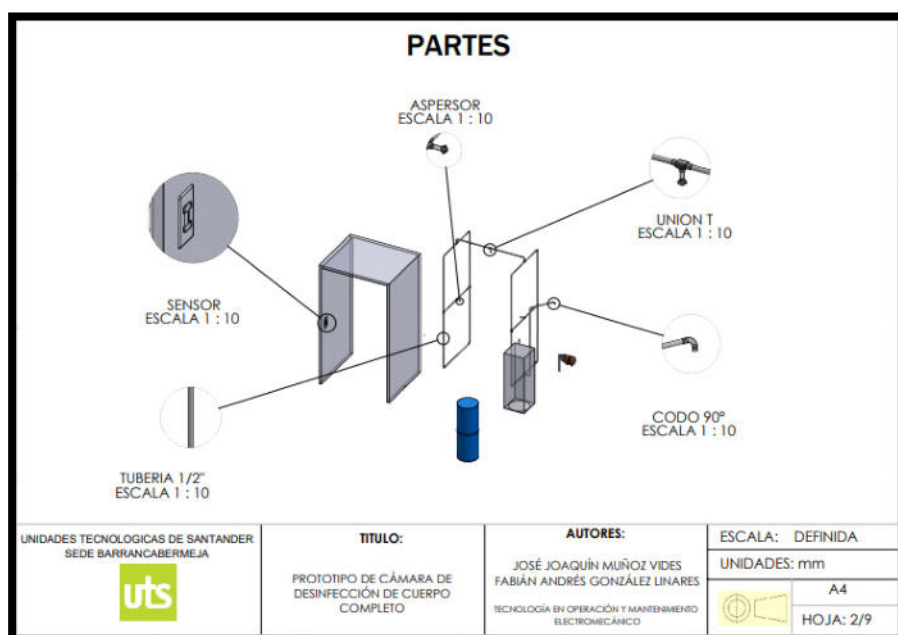 PARTES
ASPERSOR
ESCALA 1 : 10
UNION T
ESCALA 1 : 10
SENSOR
ESCALA 1 : 10
CODO 90º
ESCALA 1 : 10
TUBERIA 1/2"
ESCALA 1 : 10
UNIDADES TECNOLOGICAS DE SANTANDER
SEDE BARRANCABERMEJA
uts
TITULO:
PROTOTIPO DE CÁMARA DE
DESINFECCIÓN DE CUERPO
COMPLETO
AUTORES:
JOSÉ JOAQUÍN MUÑOZ VIDES
FABIÁN ANDRÉS GONZÁLEZ LINARES
TECNOLOGÍA EN OPERACIÓN Y MANTENIMIENTO
ELECTROMECÁNICO
ESCALA: DEFINIDA
UNIDADES: mm
A4
HOJA: 2/9